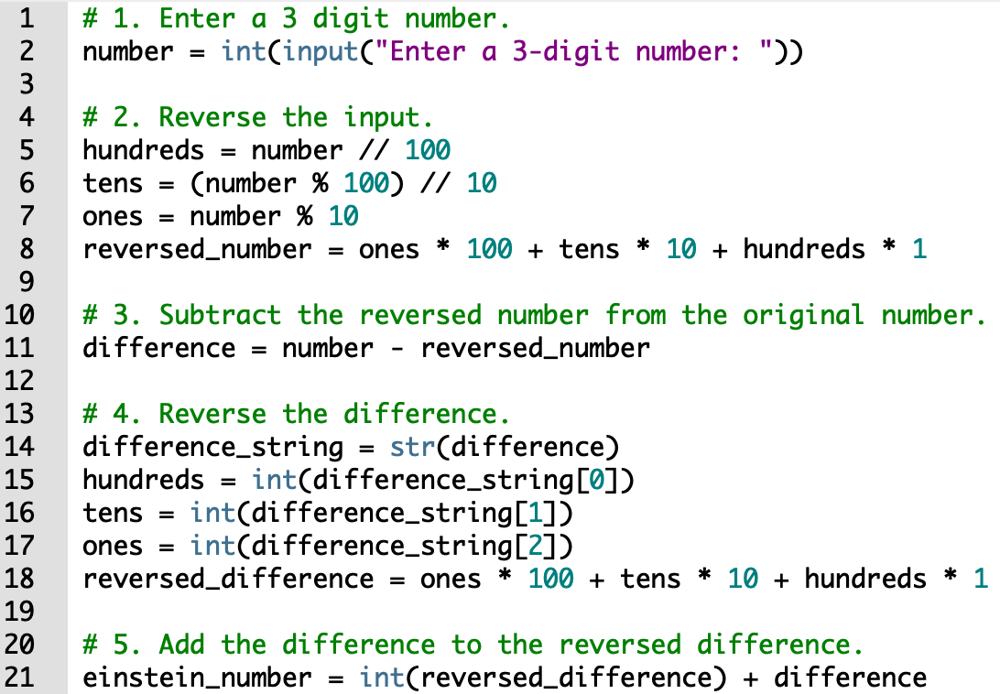 1 # 1. Enter a 3 digit number.
2 number = int(input("Enter a 3-digit number: "))
3
4 # 2. Reverse the input.
5 hundreds = number // 100
6 tens = (number % 100) // 10
7 ones = number % 10
8 reversed_number = ones * 100 + tens * 10 + hundreds * 1
9
10 # 3. Subtract the reversed number from the original number.
11 difference = number - reversed_number
12
13 # 4. Reverse the difference.
14 difference_string = str(difference)
15 hundreds = int(difference_string[0])
16 tens = int(difference_string[1])
17 ones = int(difference_string[2])
18 reversed_difference = ones * 100 + tens * 10 + hundreds * 1
19
20 # 5. Add the difference to the reversed difference.
21 einstein_number = int(reversed_difference) + difference